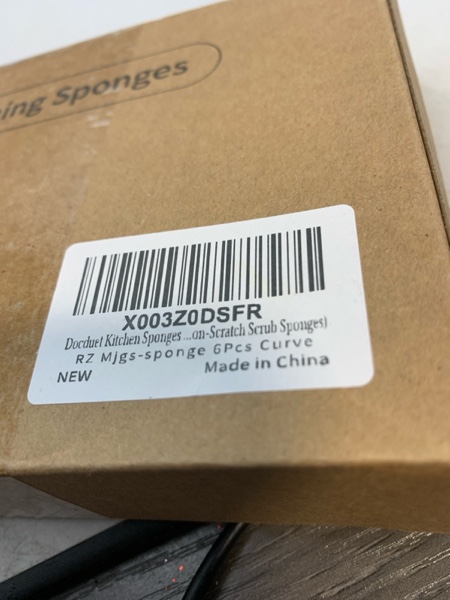 ing Sponges
X003Z0DSFR
Docduet Kitchen Sponges ...on-Scratch Scrub Sponges)
RZ Mjgs-sponge 6Pcs Curve
NEW Made in China